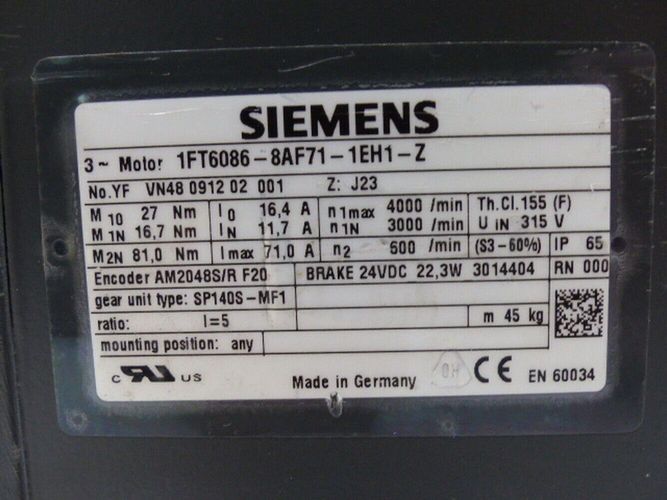 SIEMENS
3 ~ Motor 1FT6086-8AF71-1EH1-Z
No.YF VN48 0912 02 001 Z: J23
M10 27 Nm I0 16,4 A n1max 4000 /min Th.Cl.155 (F)
M1N 16,7 Nm IN 11,7 A n1N 3000 /min U IN 315 V
M2N 81,0 Nm Imax 71,0 A n2 600 /min (S3-60%) IP 65
Encoder AM2048S/R F20 BRAKE 24VDC 22,3W 3014404 RN 000
gear unit type: SP140S-MF1
ratio: I=5 m 45 kg
mounting position: any
c RU US Made in Germany CE EN 60034